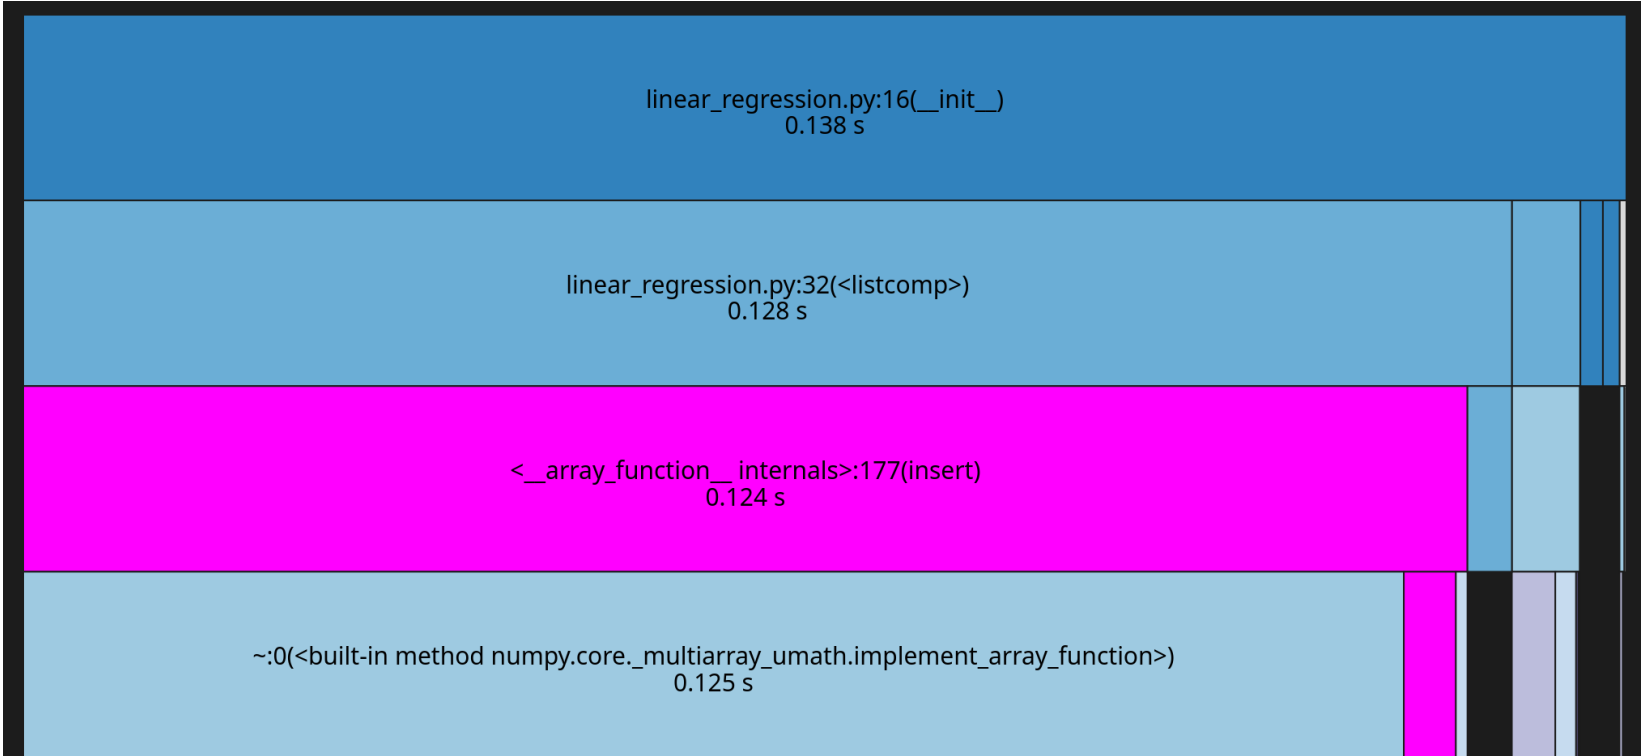 linear_regression.py:16(__init__)
0.138 s
linear_regression.py:32(<listcomp>)
0.128 s
<__array_function__ internals>:177(insert)
0.124 s
~:0(<built-in method numpy.core._multiarray_umath.implement_array_function>)
0.125 s